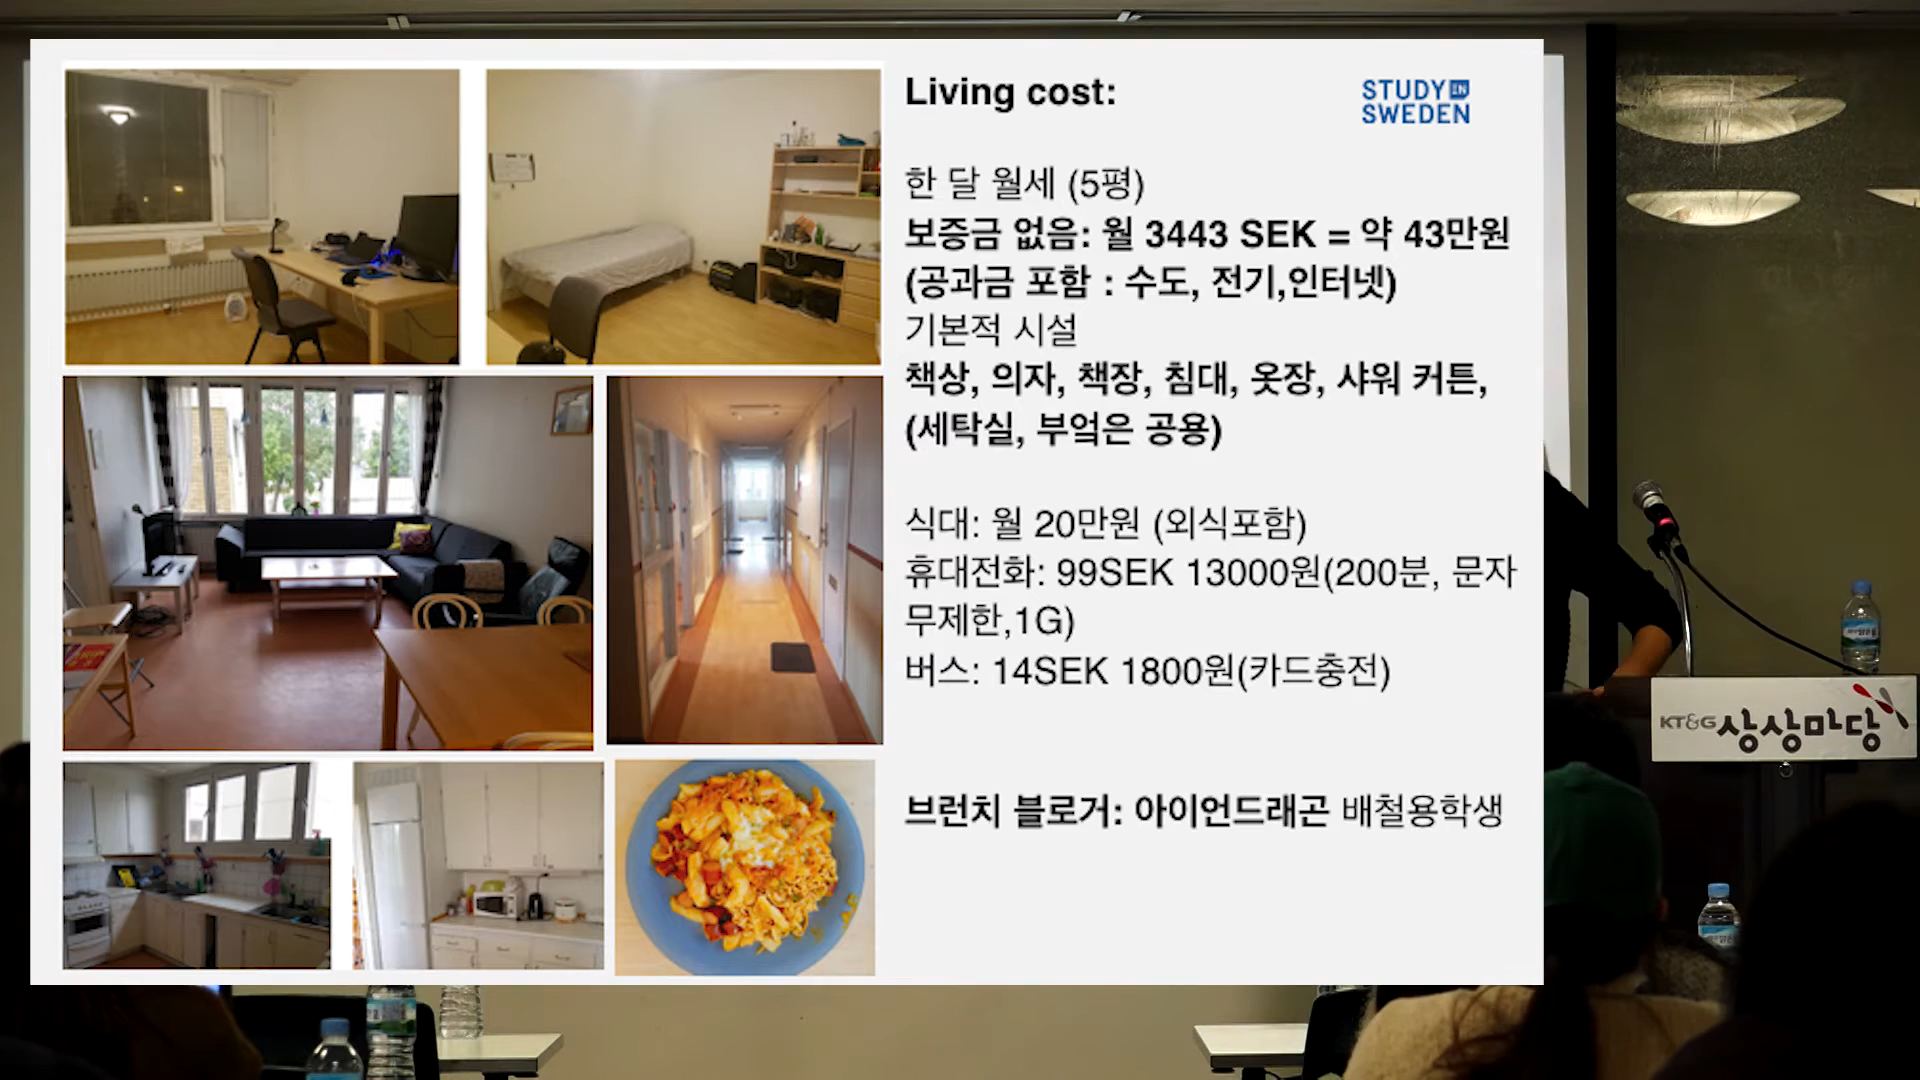 Living cost:
STUDY IN
SWEDEN
한 달 월세 (5평)
보증금 없음: 월 3443 SEK = 약 43만원
(공과금 포함 : 수도, 전기,인터넷)
기본적 시설
책상, 의자, 책장, 침대, 옷장, 샤워 커튼,
(세탁실, 부엌은 공용)
식대: 월 20만원 (외식포함)
휴대전화: 99SEK 13000원(200분, 문자
무제한,1G)
버스: 14SEK 1800원(카드충전)
브런치 블로거: 아이언드래곤 배철용학생
KT&G 상상마당